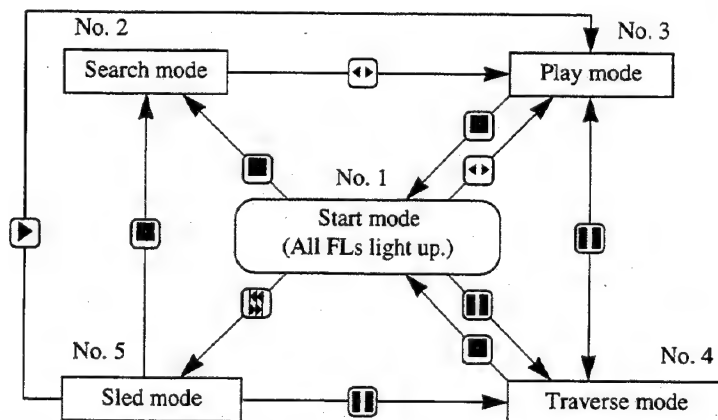 No. 2
No. 3
Search mode
Play mode
No. 1
Start mode
(All FLs light up.)
No. 5
No. 4
Sled mode
Traverse mode